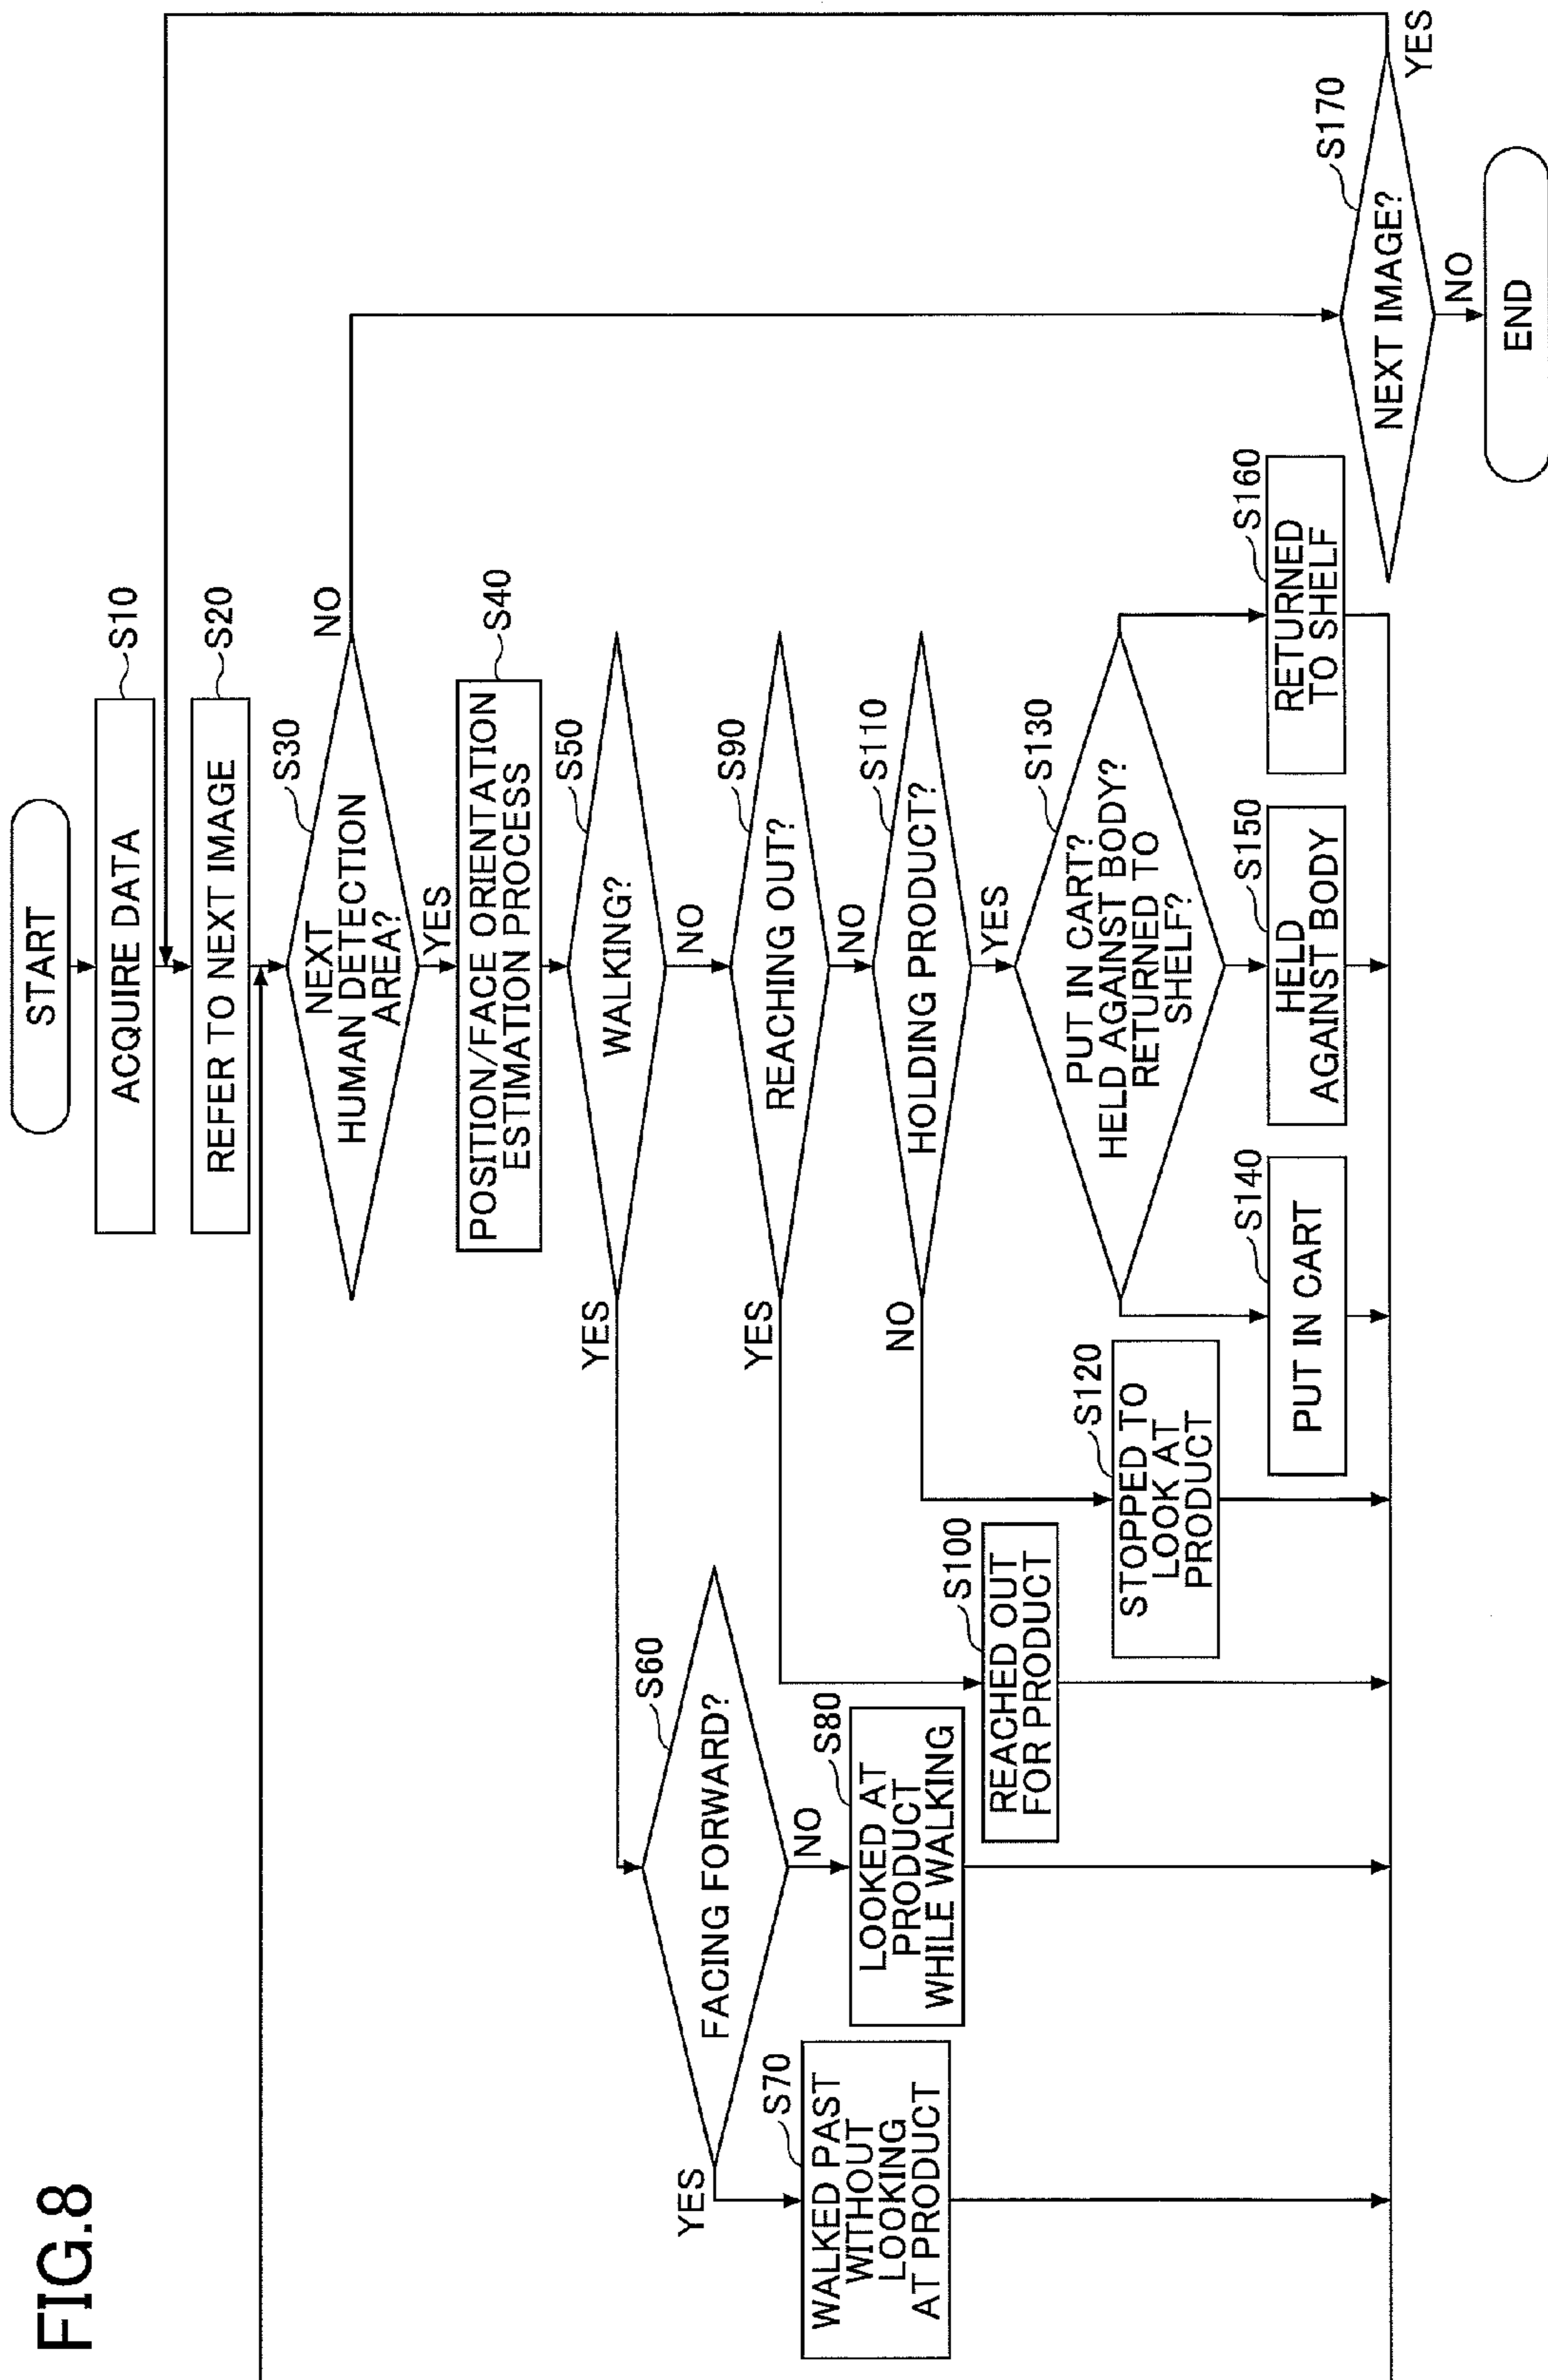 FIG.8
START
ACQUIRE DATA
S10
REFER TO NEXT IMAGE
S20
NEXT
HUMAN DETECTION
AREA?
S30
NO
YES
POSITION/FACE ORIENTATION
ESTIMATION PROCESS
S40
WALKING?
S50
YES
NO
FACING FORWARD?
S60
YES
NO
WALKED PAST
WITHOUT
LOOKING
AT PRODUCT
S70
LOOKED AT
PRODUCT
WHILE WALKING
S80
REACHING OUT?
S90
YES
NO
REACHED OUT
FOR PRODUCT
S100
HOLDING PRODUCT?
S110
NO
YES
STOPPED TO
LOOK AT
PRODUCT
S120
PUT IN CART?
HELD AGAINST BODY?
RETURNED TO
SHELF?
S130
PUT IN CART
S140
HELD
AGAINST BODY
S150
RETURNED
TO SHELF
S160
NEXT IMAGE?
S170
YES
NO
END